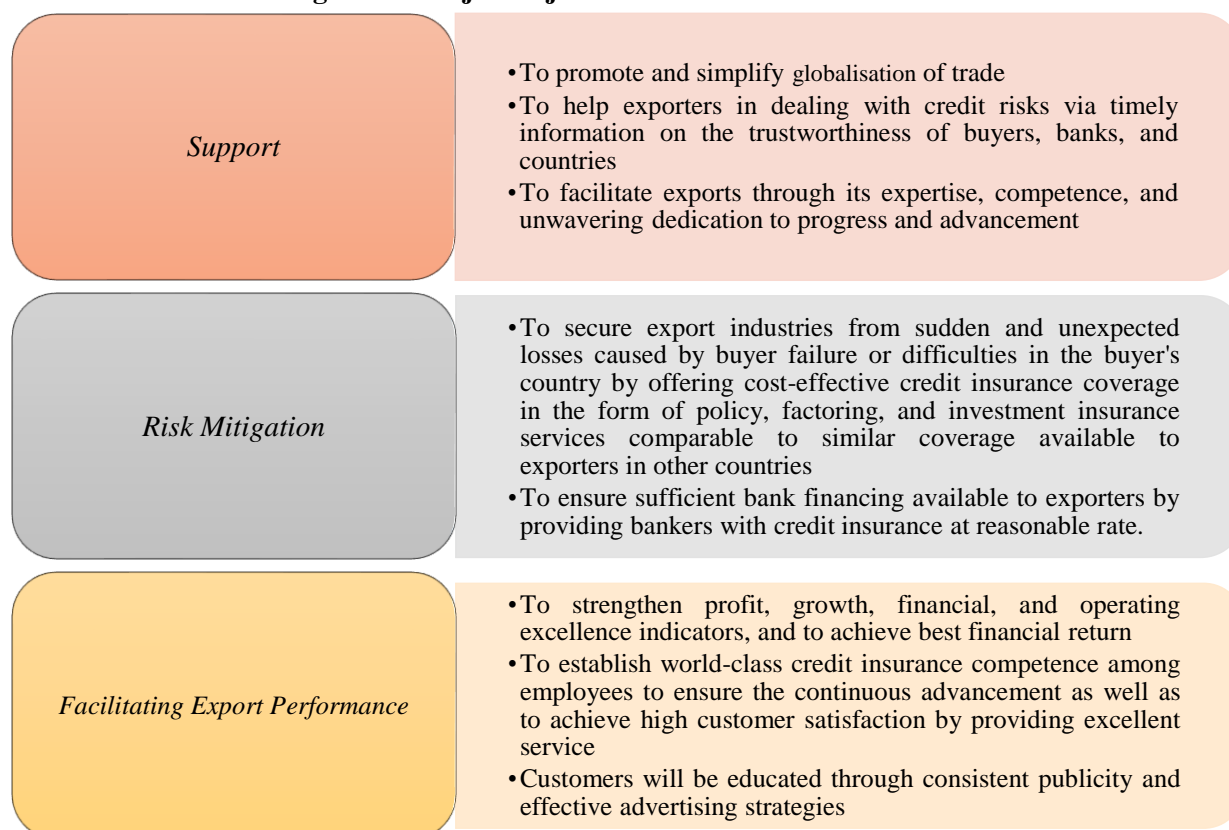 Support
•To promote and simplify globalisation of trade
•To help exporters in dealing with credit risks via timely
information on the trustworthiness of buyers, banks, and
countries
•To facilitate exports through its expertise, competence, and
unwavering dedication to progress and advancement
Risk Mitigation
•To secure export industries from sudden and unexpected
losses caused by buyer failure or difficulties in the buyer's
country by offering cost-effective credit insurance coverage
in the form of policy, factoring, and investment insurance
services comparable to similar coverage available to
exporters in other countries
•To ensure sufficient bank financing available to exporters by
providing bankers with credit insurance at reasonable rate.
Facilitating Export Performance
•To strengthen profit, growth, financial, and operating
excellence indicators, and to achieve best financial return
•To establish world-class credit insurance competence among
employees to ensure the continuous advancement as well as
to achieve high customer satisfaction by providing excellent
service
•Customers will be educated through consistent publicity and
effective advertising strategies